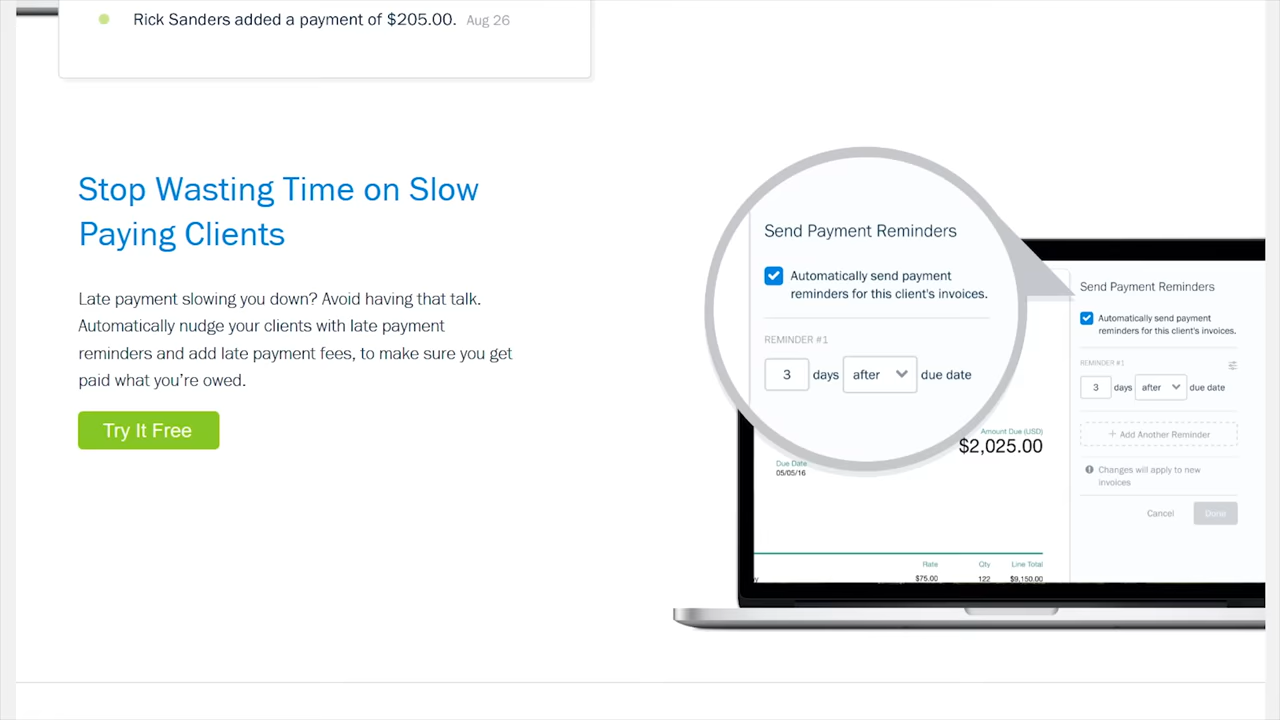 Rick Sanders added a payment of $205.00. Aug 26
Stop Wasting Time on Slow
Paying Clients
Late payment slowing you down? Avoid having that talk.
Automatically nudge your clients with late payment
reminders and add late payment fees, to make sure you get
paid what you're owed.
Try It Free
Send Payment Reminders
Automatically send payment
reminders for this client's invoices.
REMINDER #1
3 days after due date
Amount Due (USD)
$2,025.00
Due Date
05/05/16
Rate Qty Line Total
$75.00 122 $9,150.00
Send Payment Reminders
Automatically send payment
reminders for this client's invoices.
REMINDER #1
3 days after due date
+ Add Another Reminder
Changes will apply to new
invoices
Cancel Done